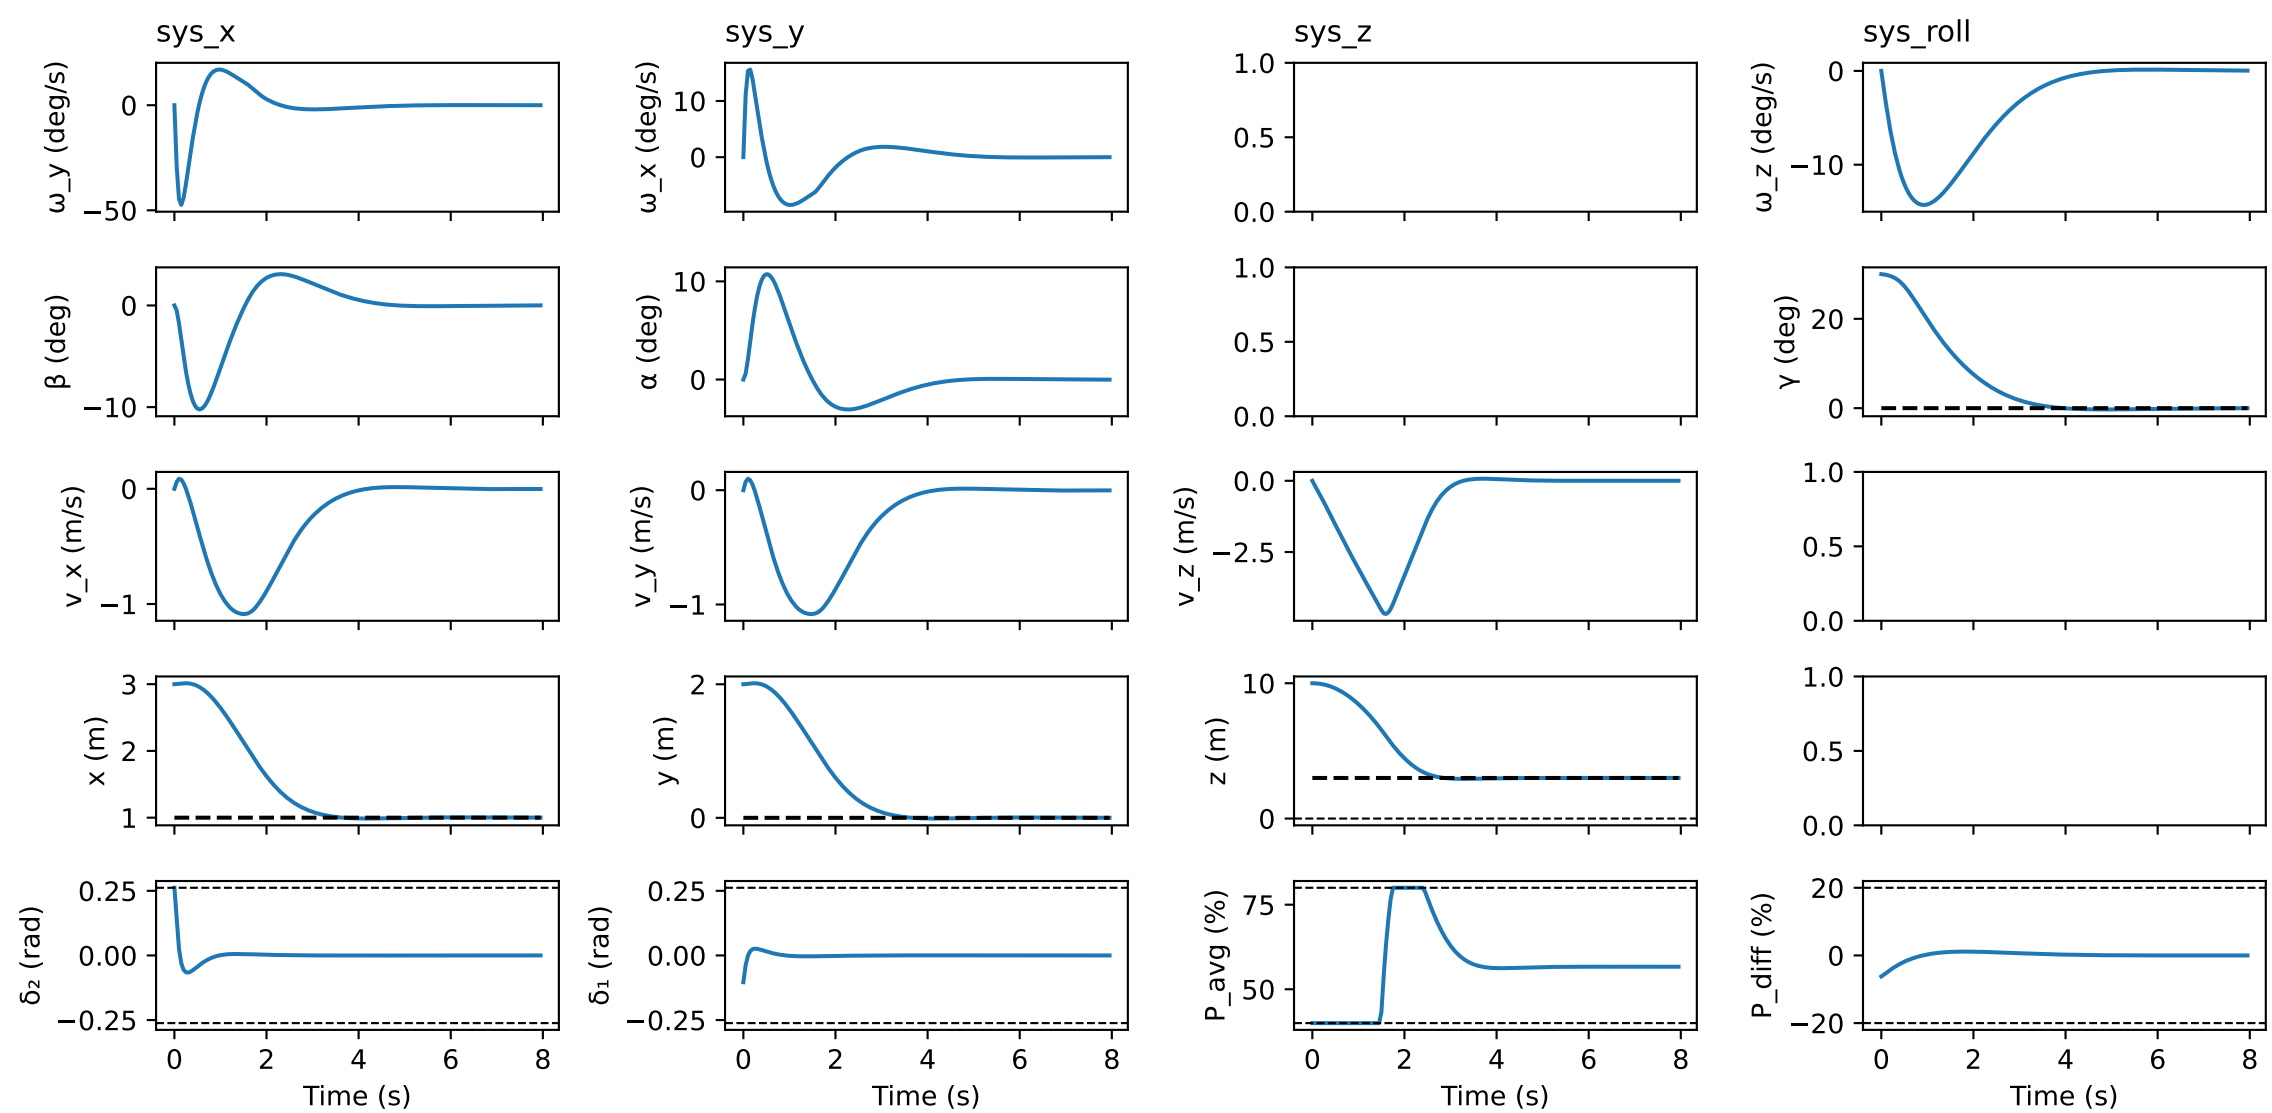 sys_x
sys_y
sys_z
sys_roll
ω_y (deg/s)
0
−50
ω_x (deg/s)
10
0
1.0
0.5
0.0
ω_z (deg/s)
0
−10
β (deg)
0
−10
α (deg)
10
0
1.0
0.5
0.0
γ (deg)
20
0
v_x (m/s)
0
−1
v_y (m/s)
0
−1
v_z (m/s)
0.0
−2.5
1.0
0.5
0.0
x (m)
3
2
1
y (m)
2
0
z (m)
10
0
1.0
0.5
0.0
δ₂ (rad)
0.25
0.00
−0.25
0 2 4 6 8
Time (s)
δ₁ (rad)
0.25
0.00
−0.25
0 2 4 6 8
Time (s)
P_avg (%)
75
50
0 2 4 6 8
Time (s)
P_diff (%)
20
0
−20
0 2 4 6 8
Time (s)